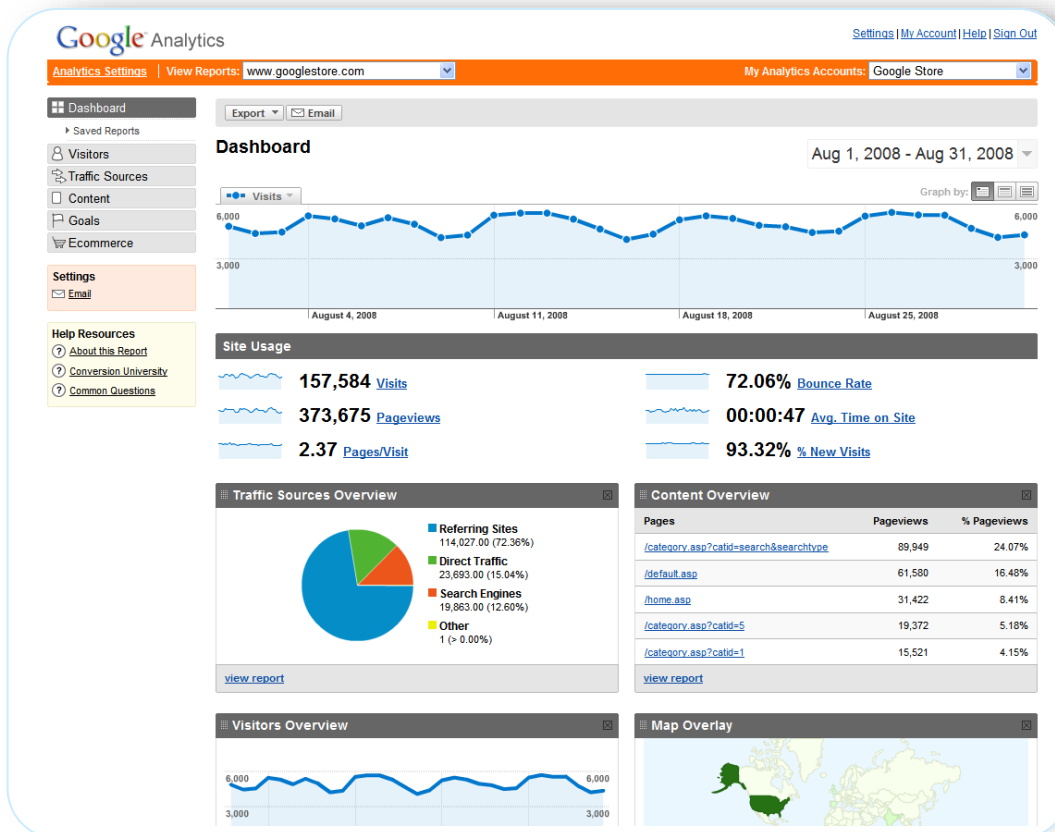 Google Analytics
Settings | My Account | Help | Sign Out
Analytics Settings | View Reports: www.googlestore.com
My Analytics Accounts: Google Store
Dashboard
Saved Reports
Visitors
Traffic Sources
Content
Goals
Ecommerce
Settings
Email
Help Resources
? About this Report
? Conversion University
? Common Questions
Export Email
Dashboard
Aug 1, 2008 - Aug 31, 2008
Visits
Graph by:
6,000 6,000
3,000 3,000
August 4, 2008 August 11, 2008 August 18, 2008 August 25, 2008
Site Usage
157,584 Visits
72.06% Bounce Rate
373,675 Pageviews
00:00:47 Avg. Time on Site
2.37 Pages/Visit
93.32% % New Visits
Traffic Sources Overview
Referring Sites
114,027.00 (72.36%)
Direct Traffic
23,693.00 (15.04%)
Search Engines
19,863.00 (12.60%)
Other
1 (> 0.00%)
view report
Content Overview
Pages Pageviews % Pageviews
/category.asp?catid=search&searchtype 89,949 24.07%
/default.asp 61,580 16.48%
/home.asp 31,422 8.41%
/category.asp?catid=5 19,372 5.18%
/category.asp?catid=1 15,521 4.15%
view report
Visitors Overview
6,000 6,000
3,000 3,000
Map Overlay